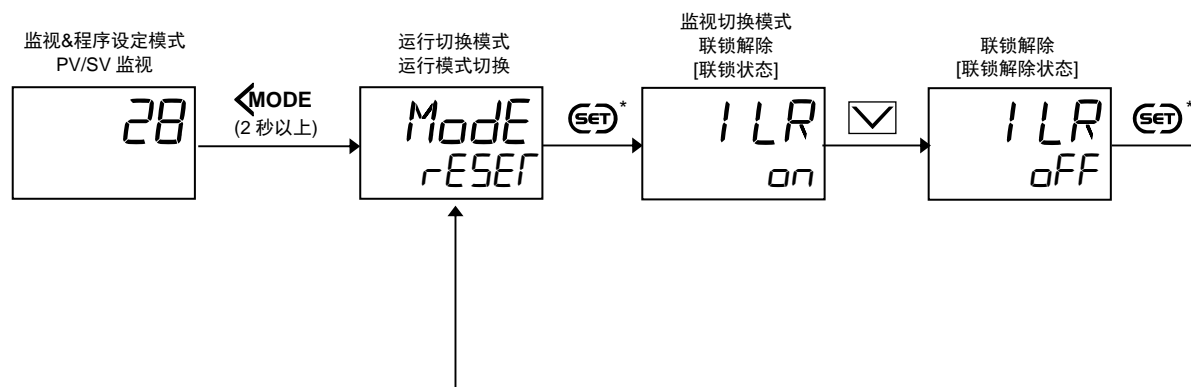 监视&程序设定模式
PV/SV 监视
28
<MODE
(2 秒以上)
运行切换模式
运行模式切换
ModE
rESET
SET*
监视切换模式
联锁解除
[联锁状态]
ILR
on
联锁解除
[联锁解除状态]
ILR
oFF
SET*